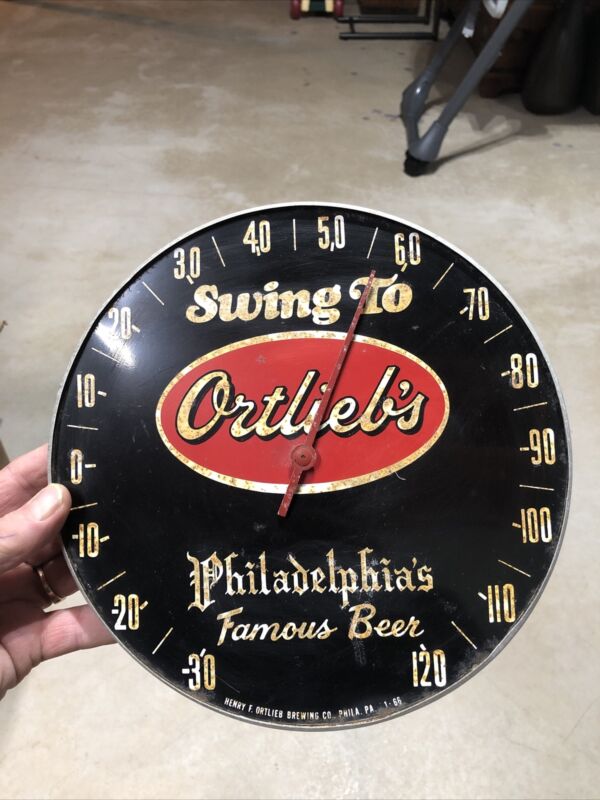 30 40 50 60
20 70
10 80
0 90
-10 100
-20 110
-30 120
Swing To
Ortlieb's
Philadelphia's
Famous Beer
HENRY F. ORTLIEB BREWING CO., PHILA. PA. 1-66